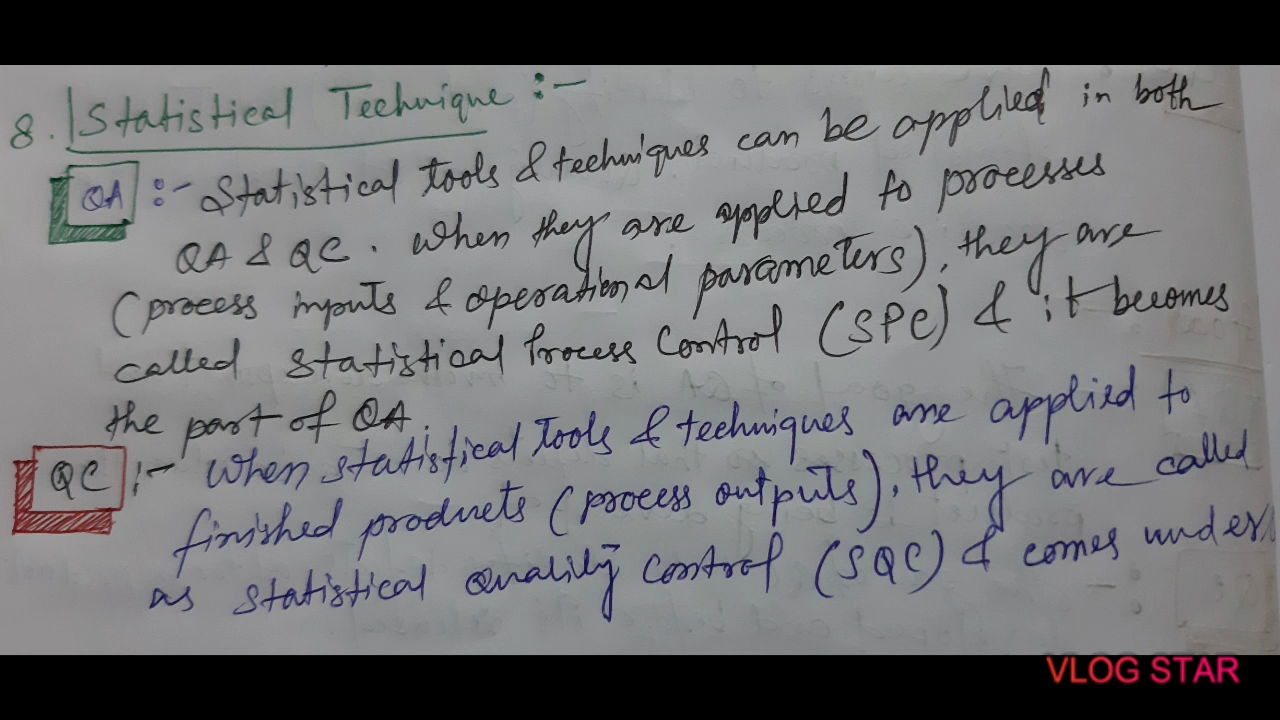 8. Statistical Technique :-
QA :- Statistical tools & techniques can be applied in both
QA & QC. When they are applied to processes
(process inputs & operational parameters), they are
called Statistical Process Control (SPC) & it becomes
the part of QA.
QC :- When statistical tools & techniques are applied to
finished products (process outputs), they are called
as Statistical Quality Control (SQC) & comes under
VLOG STAR